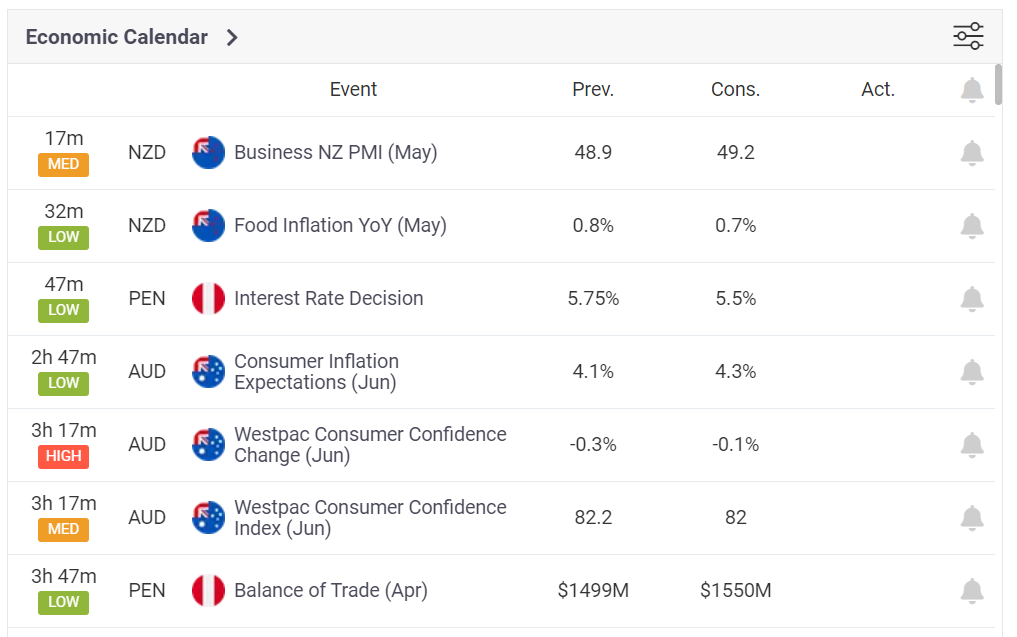 Economic Calendar
Event Prev. Cons. Act.
17m
MED
NZD Business NZ PMI (May) 48.9 49.2
32m
LOW
NZD Food Inflation YoY (May) 0.8% 0.7%
47m
LOW
PEN Interest Rate Decision 5.75% 5.5%
2h 47m
LOW
AUD Consumer Inflation
Expectations (Jun) 4.1% 4.3%
3h 17m
HIGH
AUD Westpac Consumer Confidence
Change (Jun) -0.3% -0.1%
3h 17m
MED
AUD Westpac Consumer Confidence
Index (Jun) 82.2 82
3h 47m
LOW
PEN Balance of Trade (Apr) $1499M $1550M